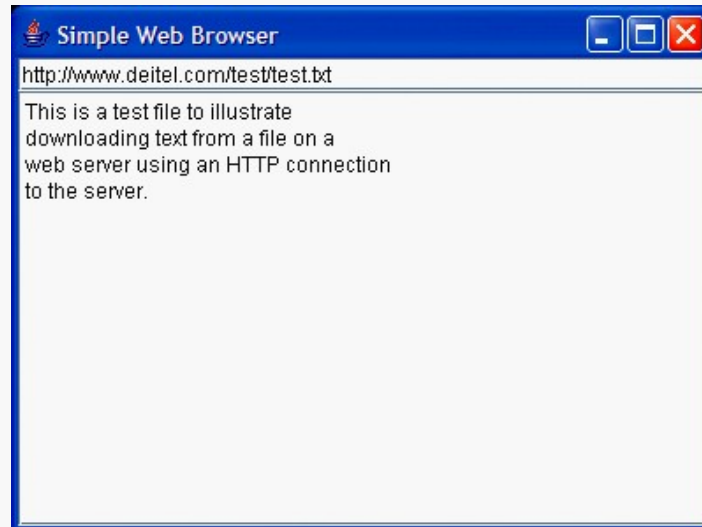 Simple Web Browser
http://www.deitel.com/test/test.txt
This is a test file to illustrate
downloading text from a file on a
web server using an HTTP connection
to the server.